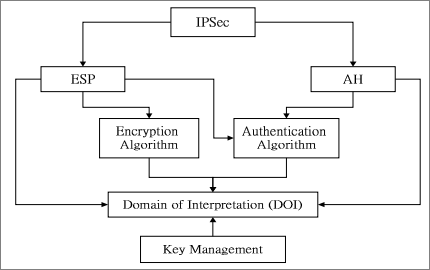 IPSec
ESP
AH
Encryption
Algorithm
Authentication
Algorithm
Domain of Interpretation (DOI)
Key Management